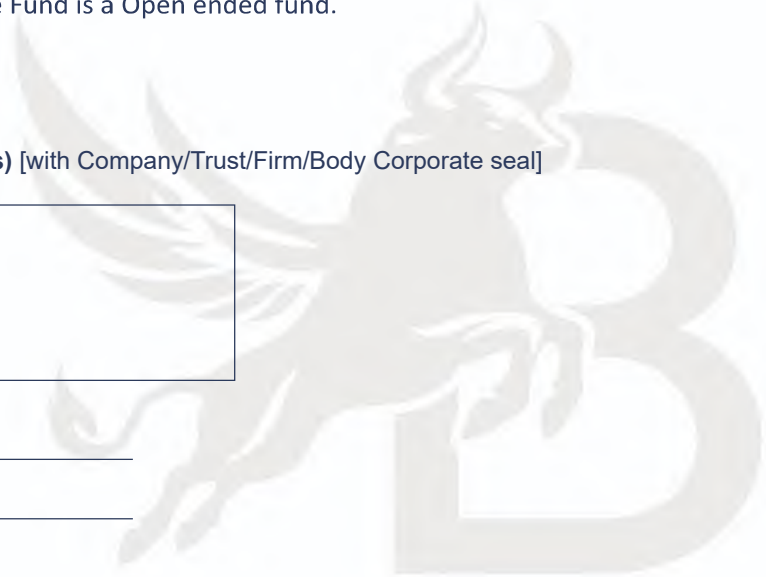 Fund is a Open ended fund.
[with Company/Trust/Firm/Body Corporate seal]
B